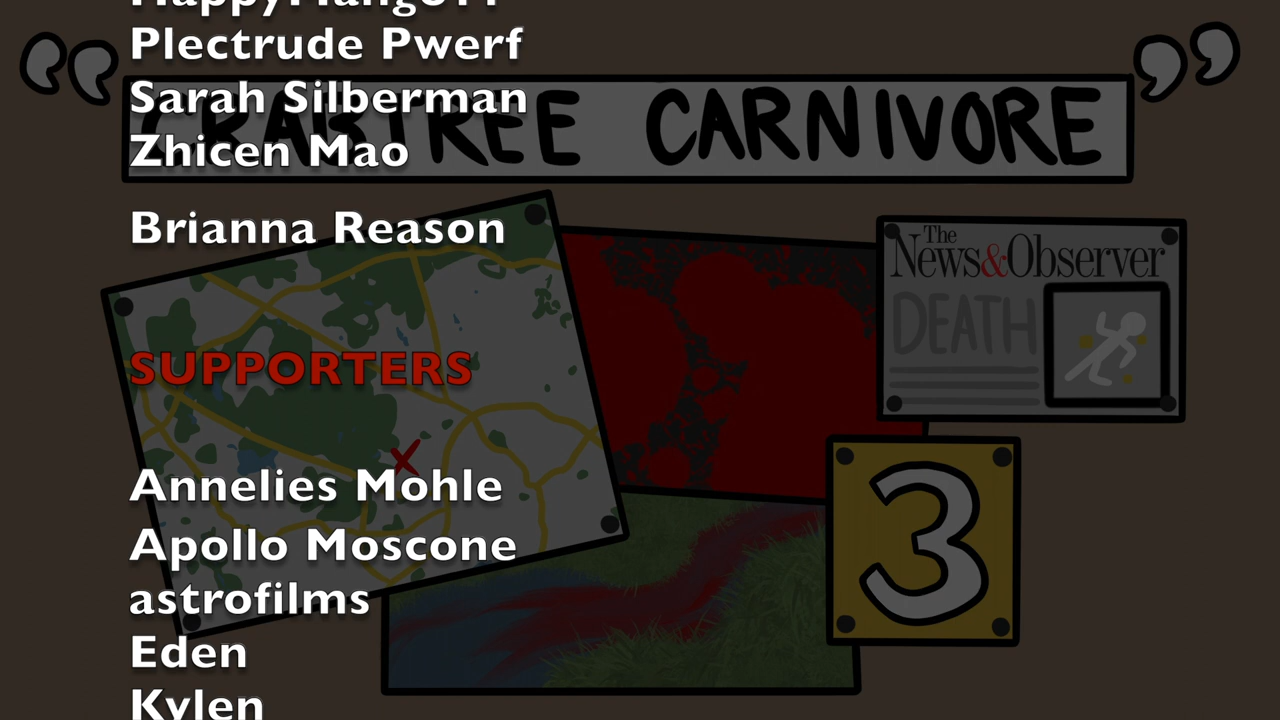 Plectrude Pwerf
Sarah Silberman
Zhicen Mao
Brianna Reason
SUPPORTERS
Annelies Mohle
Apollo Moscone
astrofilms
Eden
Kylen
“CRABTREE CARNIVORE”
The
News&Observer
DEATH
3